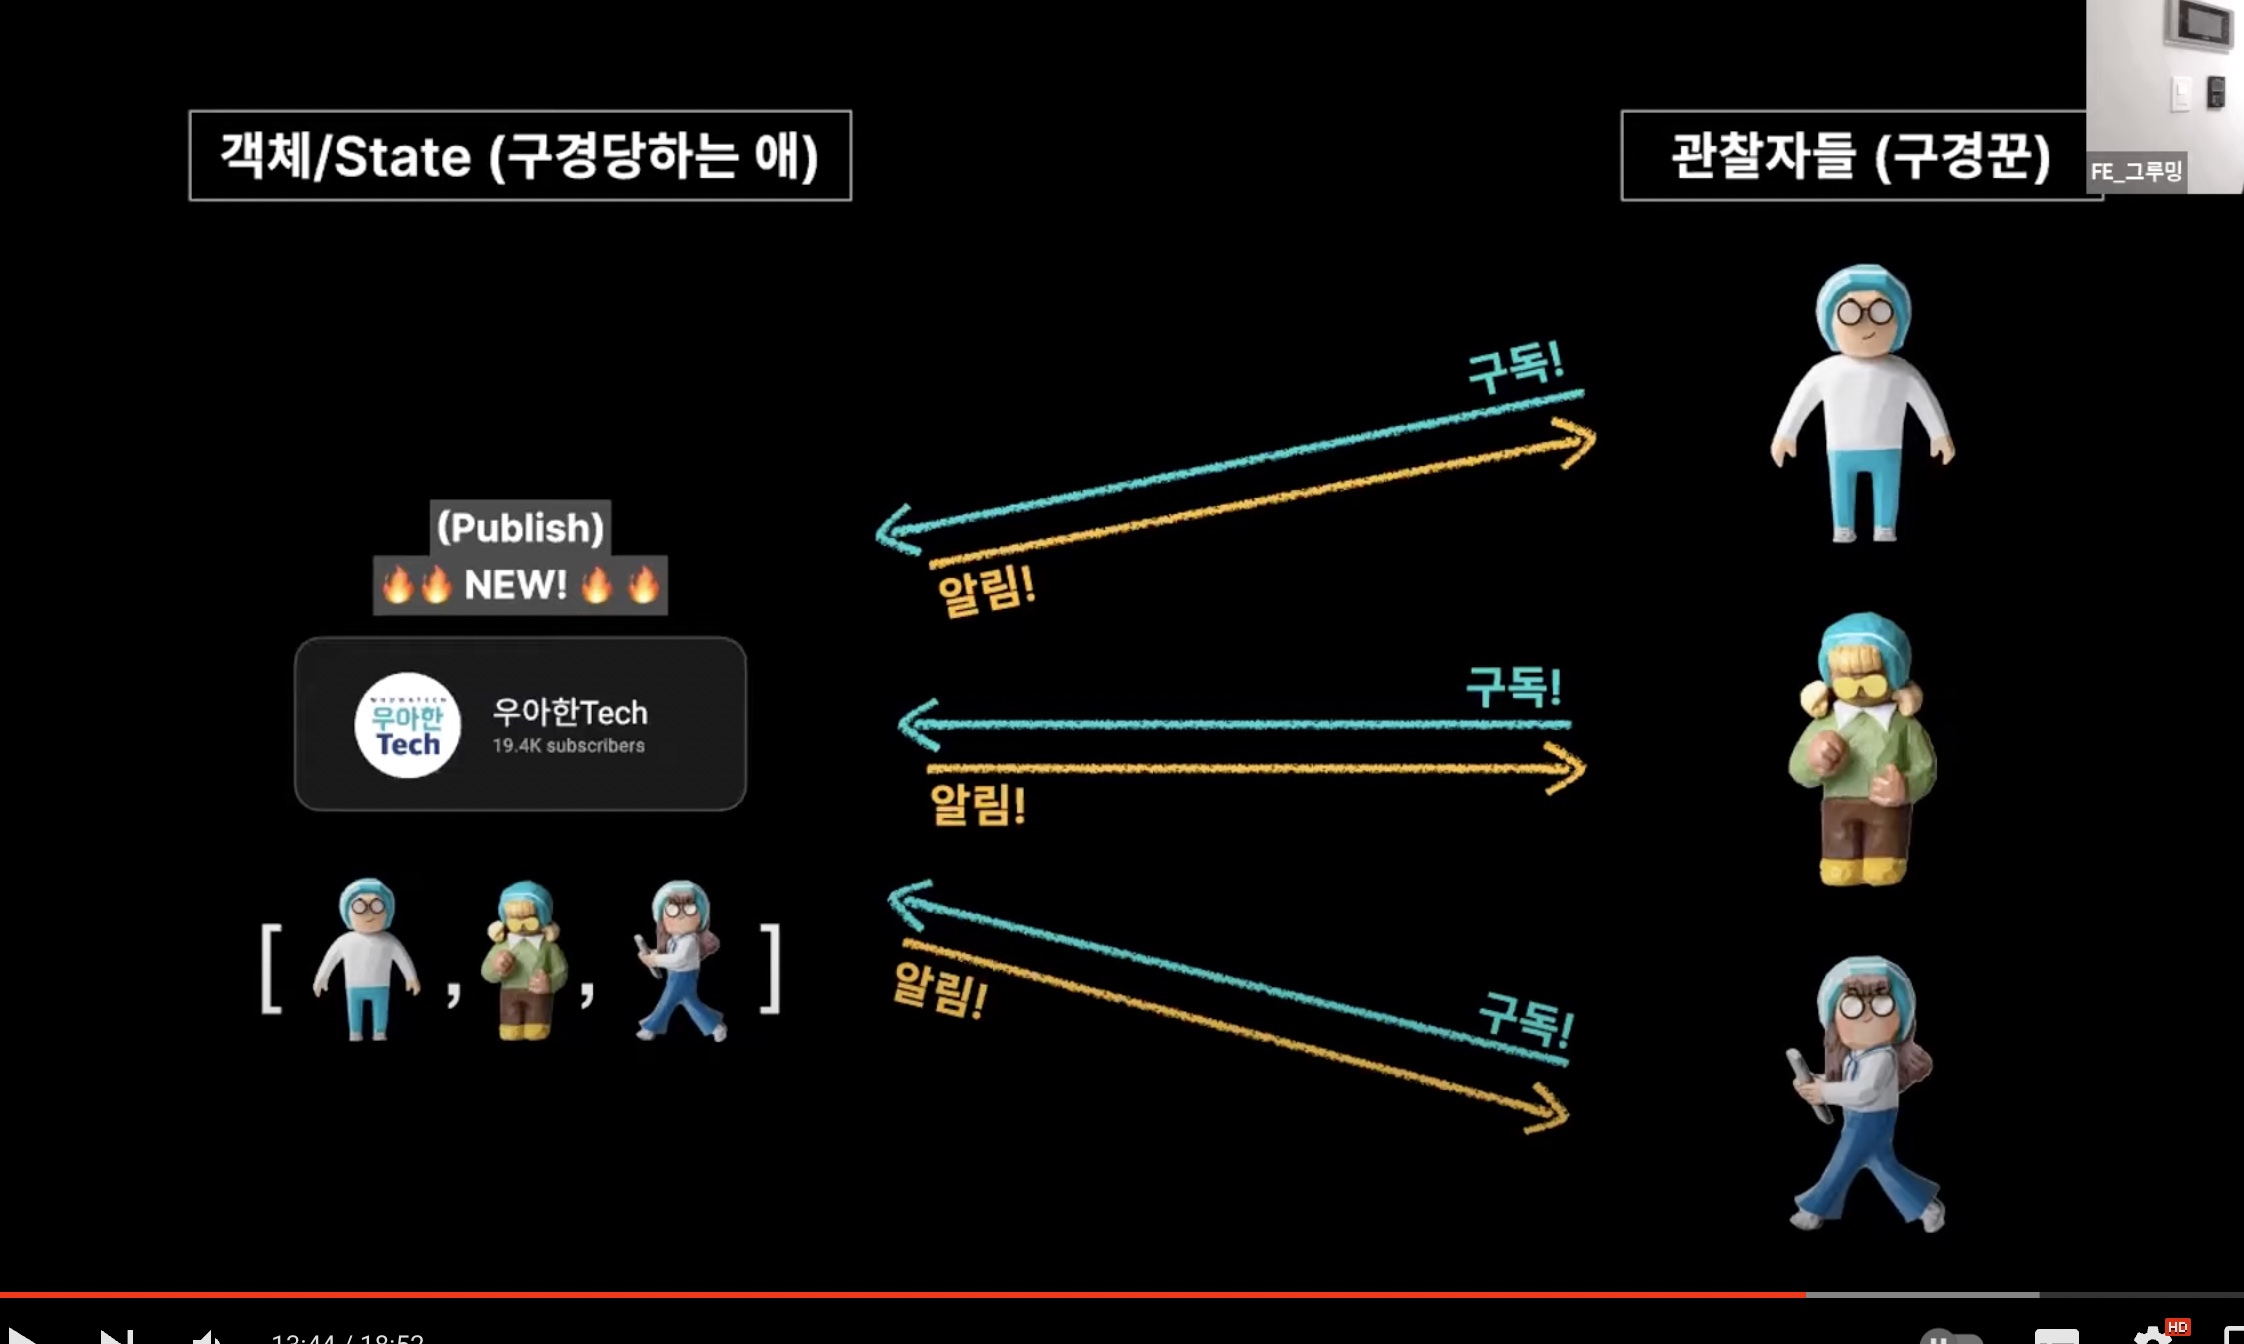 객체/State (구경당하는 애)
관찰자들 (구경꾼)
FE_그루밍
구독!
알림!
(Publish)
🔥🔥 NEW! 🔥🔥
우아한
Tech
우아한Tech
19.4K subscribers
구독!
알림!
[ , , ]
구독!
알림!
13:44 / 18:52
HD